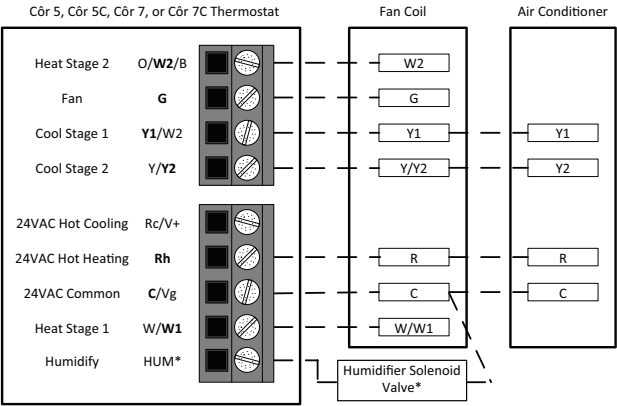 Côr 5, Côr 5C, Côr 7, or Côr 7C Thermostat
Fan Coil
Air Conditioner
Heat Stage 2 O/W2/B
W2
Fan G
G
Cool Stage 1 Y1/W2
Y1
Y1
Cool Stage 2 Y/Y2
Y/Y2
Y2
24VAC Hot Cooling Rc/V+
24VAC Hot Heating Rh
R
R
24VAC Common C/Vg
C
C
Heat Stage 1 W/W1
W/W1
Humidify HUM*
Humidifier Solenoid
Valve*